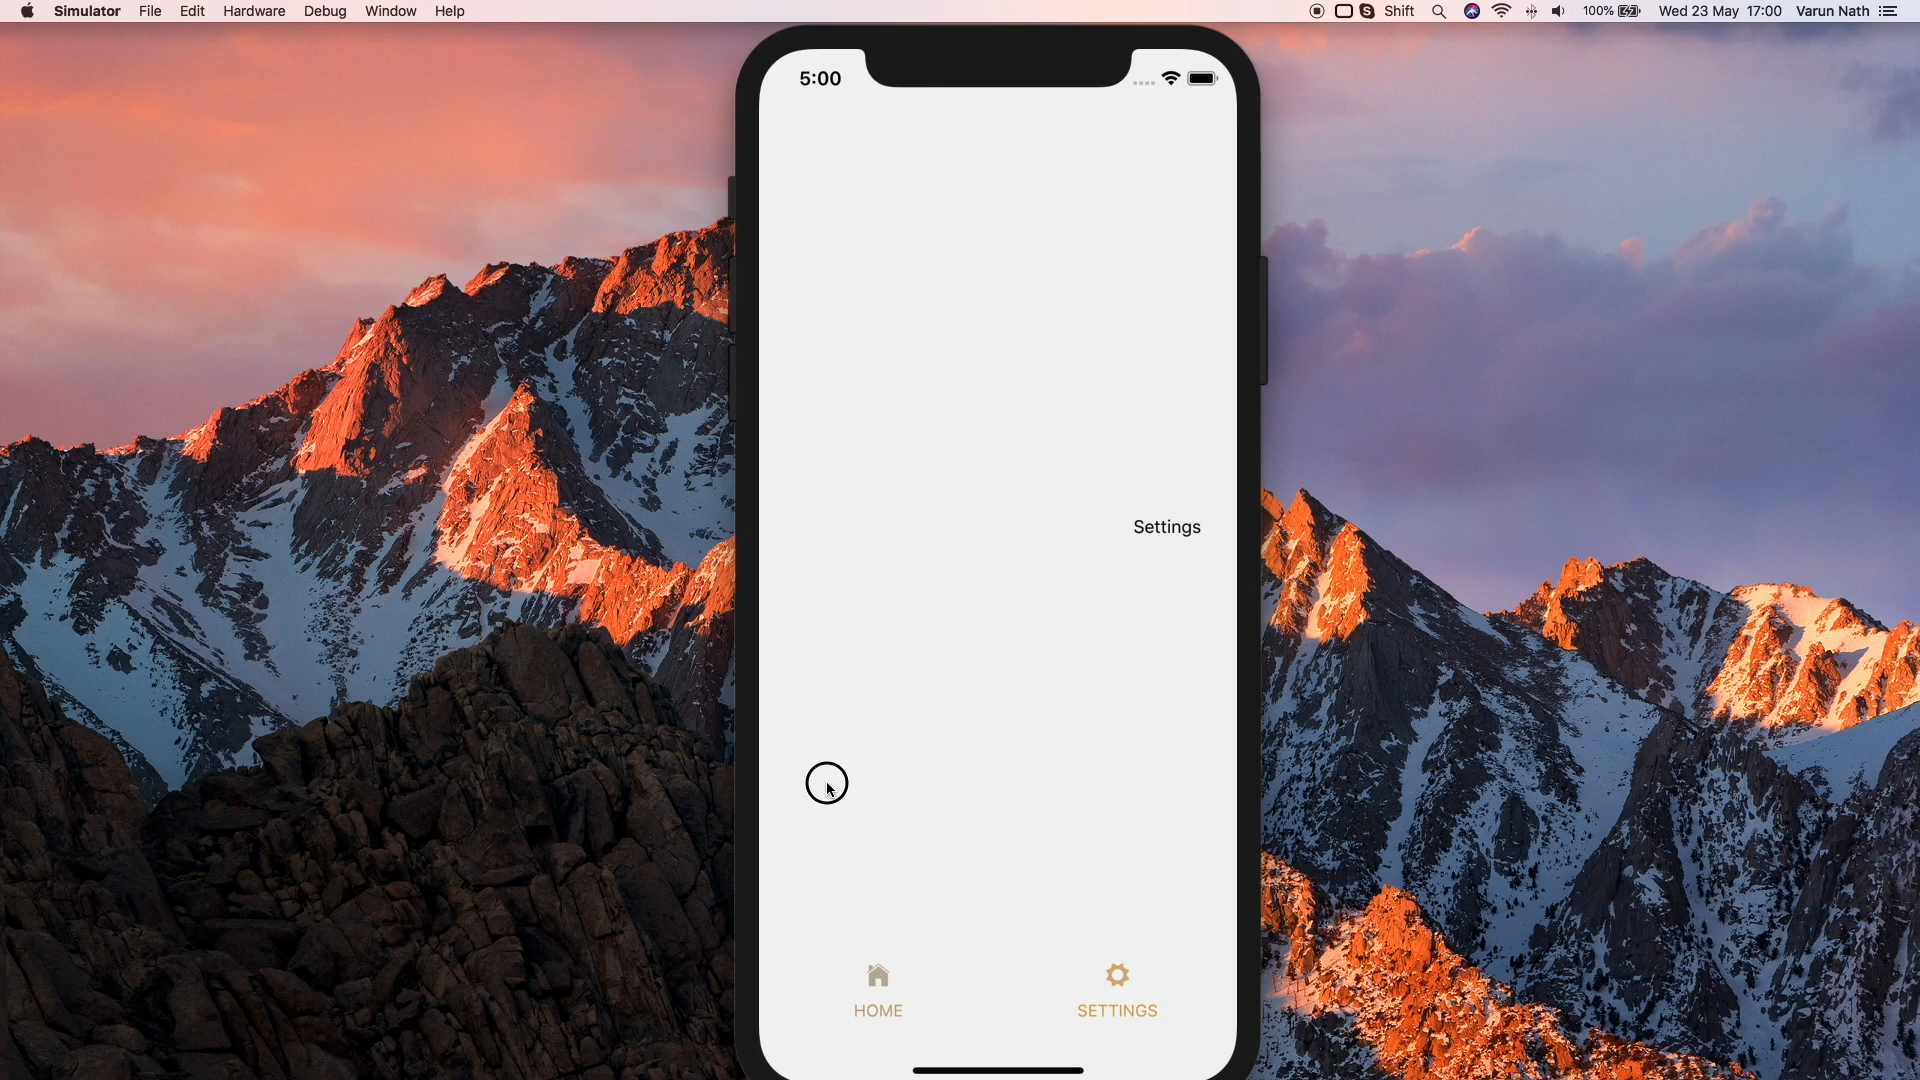 Simulator File Edit Hardware Debug Window Help
Shift 100% Wed 23 May 17:00 Varun Nath
5:00
Settings
HOME SETTINGS